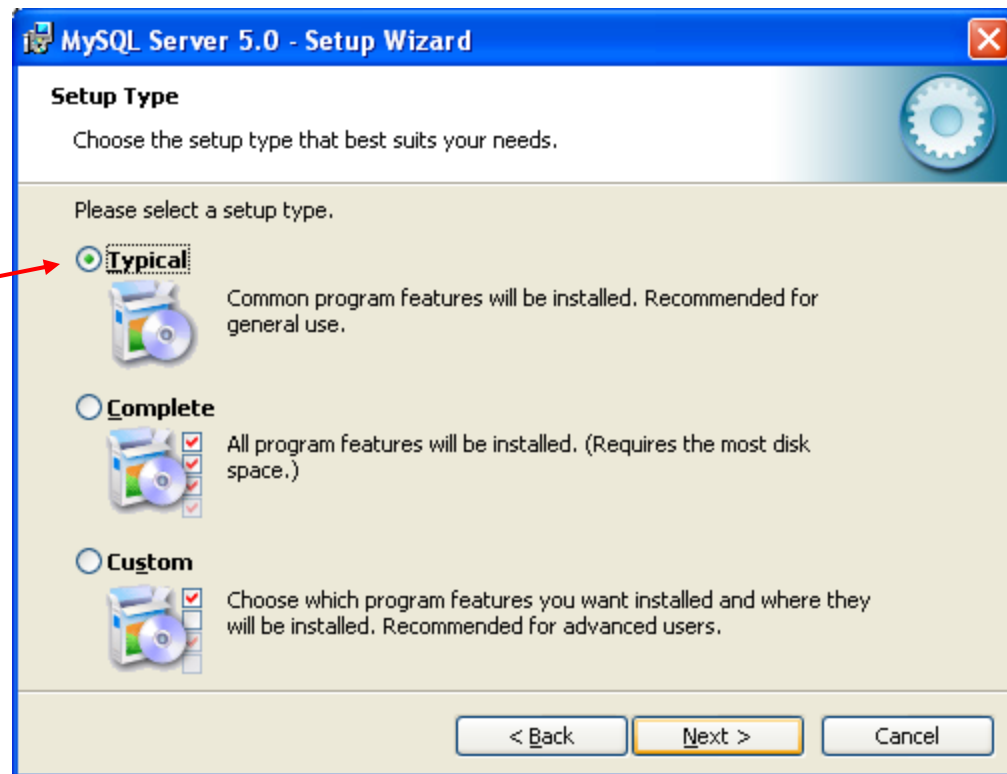 MySQL Server 5.0 - Setup Wizard
Setup Type
Choose the setup type that best suits your needs.
Please select a setup type.
Typical
Common program features will be installed. Recommended for
general use.
Complete
All program features will be installed. (Requires the most disk
space.)
Custom
Choose which program features you want installed and where they
will be installed. Recommended for advanced users.
< Back Next > Cancel